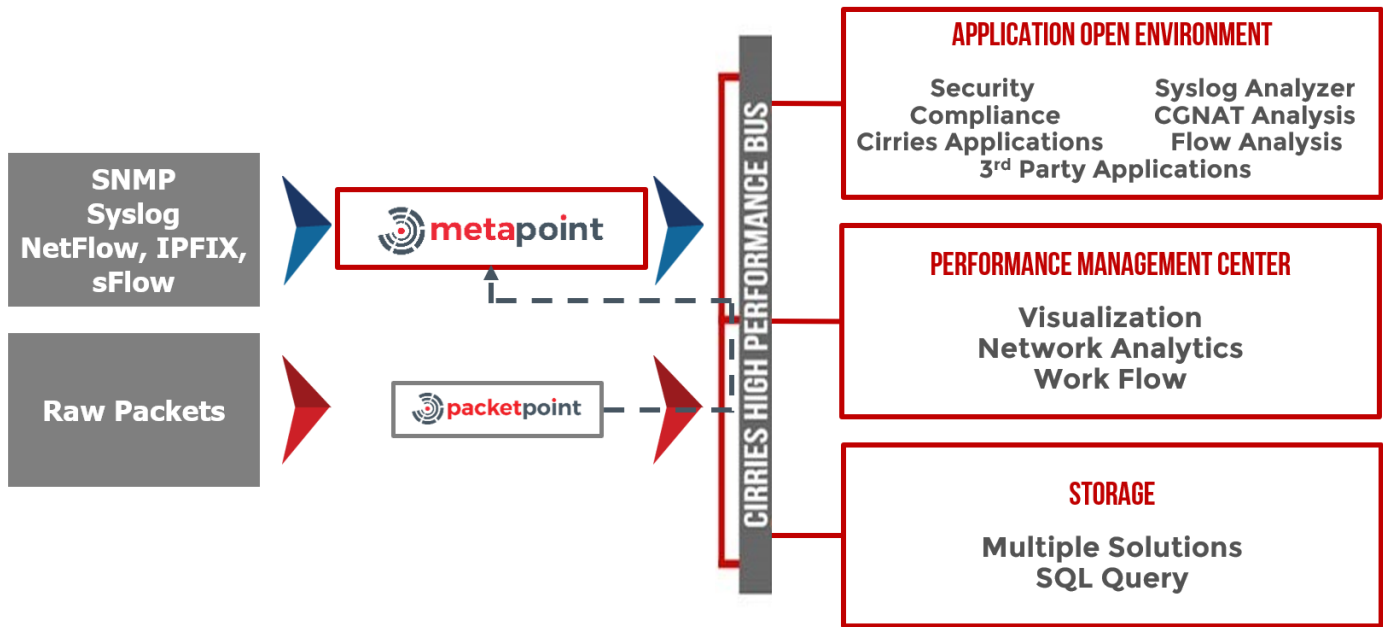 SNMP
Syslog
NetFlow, IPFIX,
sFlow
Raw Packets
metapoint
packetpoint
CIRRIES HIGH PERFORMANCE BUS
APPLICATION OPEN ENVIRONMENT
Security
Syslog Analyzer
Compliance
CGNAT Analysis
Cirries Applications
Flow Analysis
3rd Party Applications
PERFORMANCE MANAGEMENT CENTER
Visualization
Network Analytics
Work Flow
STORAGE
Multiple Solutions
SQL Query